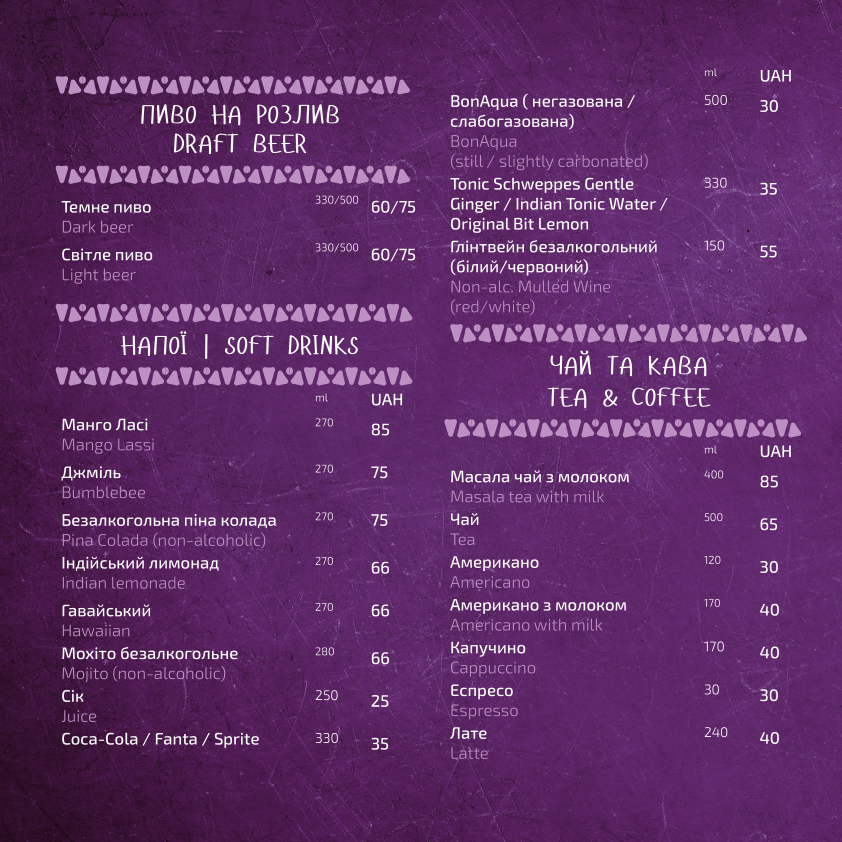 ПИВО НА РОЗЛИВ
DRAFT BEER
Темне пиво 330/500 60/75
Dark beer
Світле пиво 330/500 60/75
Light beer
НАПОЇ | SOFT DRINKS
ml UAH
Манго Ласі 270 85
Mango Lassi
Джміль 270 75
Bumblebee
Безалкогольна піна колада 270 75
Pina Colada (non-alcoholic)
Індійський лимонад 270 66
Indian lemonade
Гавайський 270 66
Hawaiian
Мохіто безалкогольне 280 66
Mojito (non-alcoholic)
Сік 250 25
Juice
Coca-Cola / Fanta / Sprite 330 35
ml UAH
BonAqua ( негазована / 500 30
слабогазована)
BonAqua
(still / slightly carbonated)
Tonic Schweppes Gentle 330 35
Ginger / Indian Tonic Water /
Original Bit Lemon
Глінтвейн безалкогольний 150 55
(білий/червоний)
Non-alc. Mulled Wine
(red/white)
ЧАЙ ТА КАВА
TEA & COFFEE
ml UAH
Масала чай з молоком 400 85
Masala tea with milk
Чай 500 65
Tea
Американо 120 30
Americano
Американо з молоком 170 40
Americano with milk
Капучино 170 40
Cappuccino
Еспресо 30 30
Espresso
Лате 240 40
Latte